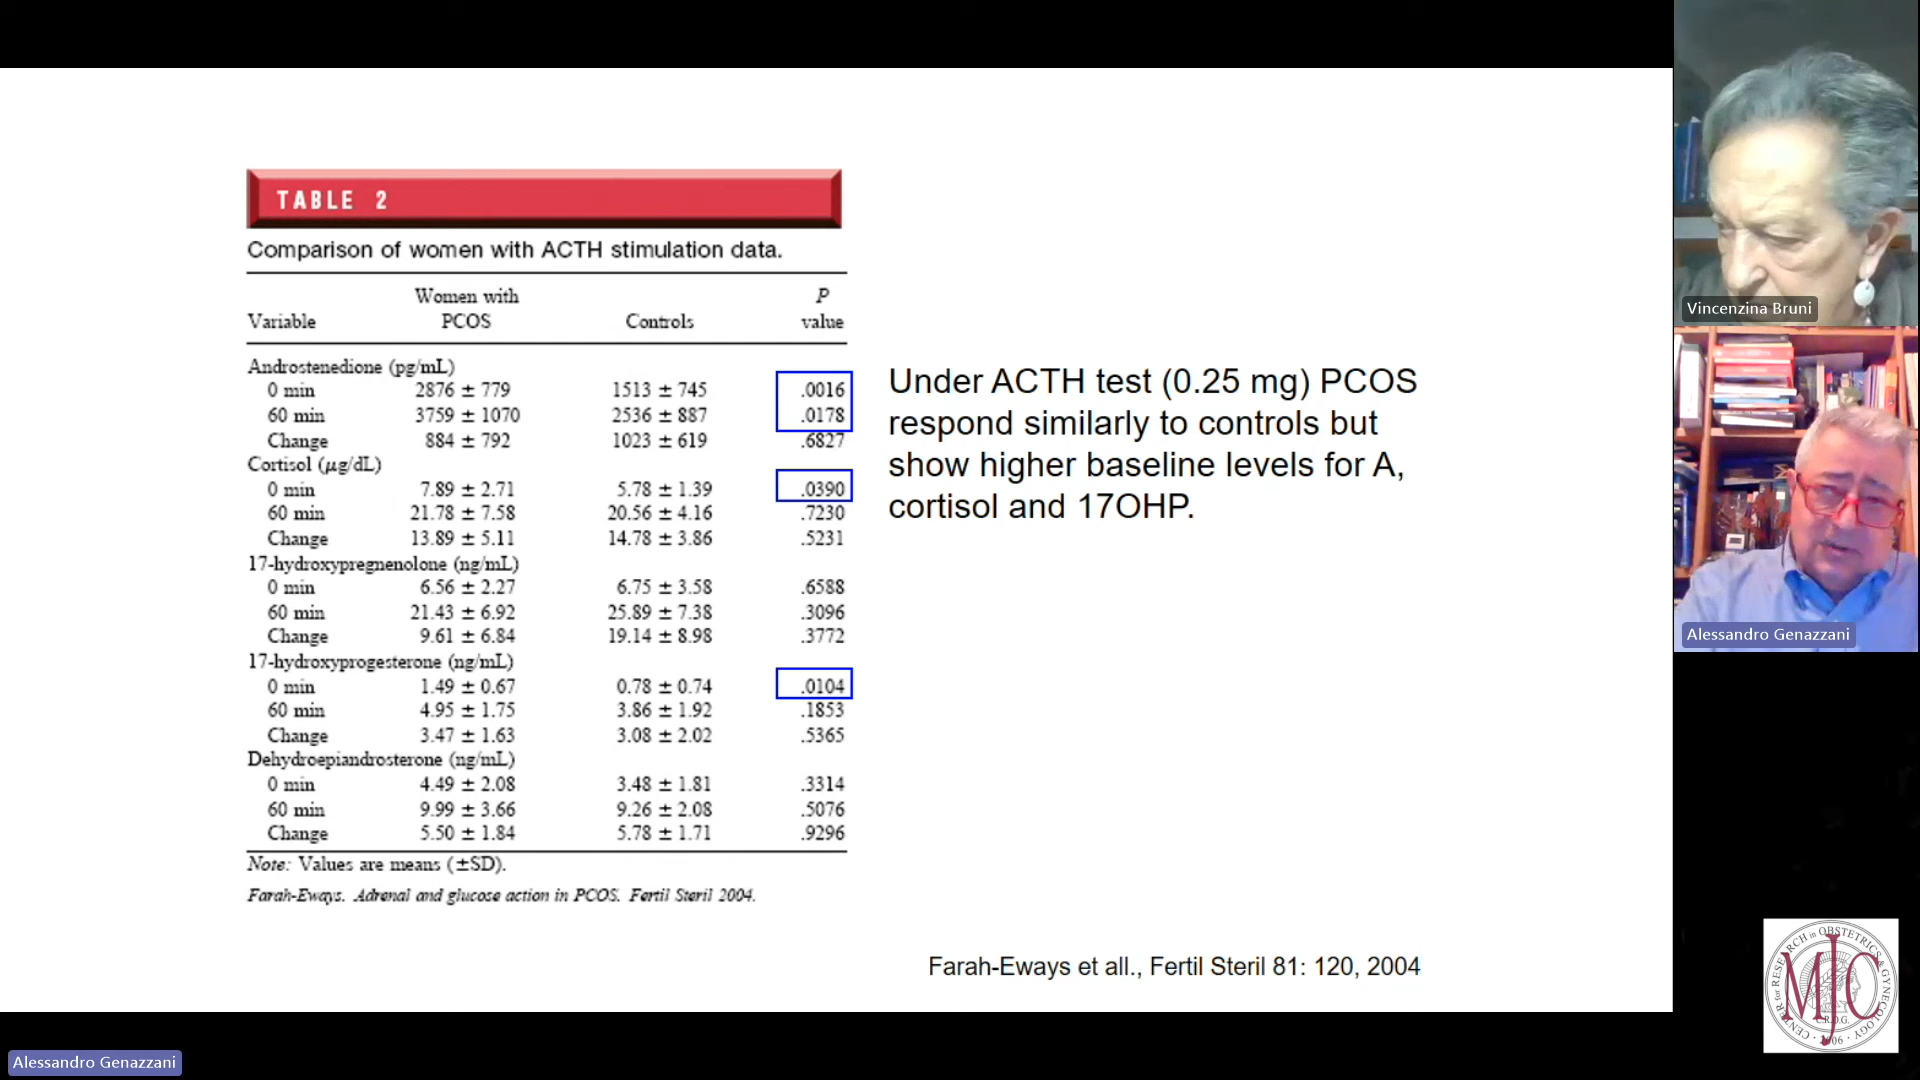 TABLE 2
Comparison of women with ACTH stimulation data.
Variable Women with PCOS Controls P value
Androstenedione (pg/mL)
0 min 2876 ± 779 1513 ± 745 .0016
60 min 3759 ± 1070 2536 ± 887 .0178
Change 884 ± 792 1023 ± 619 .6827
Cortisol (μg/dL)
0 min 7.89 ± 2.71 5.78 ± 1.39 .0390
60 min 21.78 ± 7.58 20.56 ± 4.16 .7230
Change 13.89 ± 5.11 14.78 ± 3.86 .5231
17-hydroxypregnenolone (ng/mL)
0 min 6.56 ± 2.27 6.75 ± 3.58 .6588
60 min 21.43 ± 6.92 25.89 ± 7.38 .3096
Change 9.61 ± 6.84 19.14 ± 8.98 .3772
17-hydroxyprogesterone (ng/mL)
0 min 1.49 ± 0.67 0.78 ± 0.74 .0104
60 min 4.95 ± 1.75 3.86 ± 1.92 .1853
Change 3.47 ± 1.63 3.08 ± 2.02 .5365
Dehydroepiandrosterone (ng/mL)
0 min 4.49 ± 2.08 3.48 ± 1.81 .3314
60 min 9.99 ± 3.66 9.26 ± 2.08 .5076
Change 5.50 ± 1.84 5.78 ± 1.71 .9296
Note: Values are means (±SD).
Farah-Eways. Adrenal and glucose action in PCOS. Fertil Steril 2004.
Under ACTH test (0.25 mg) PCOS
respond similarly to controls but
show higher baseline levels for A,
cortisol and 17OHP.
Farah-Eways et all., Fertil Steril 81: 120, 2004
Vincenzina Bruni
Alessandro Genazzani
CENTER for RESEARCH in OBSTETRICS & GYNECOLOGY
MJC
C.R.O.G.
2006
Alessandro Genazzani